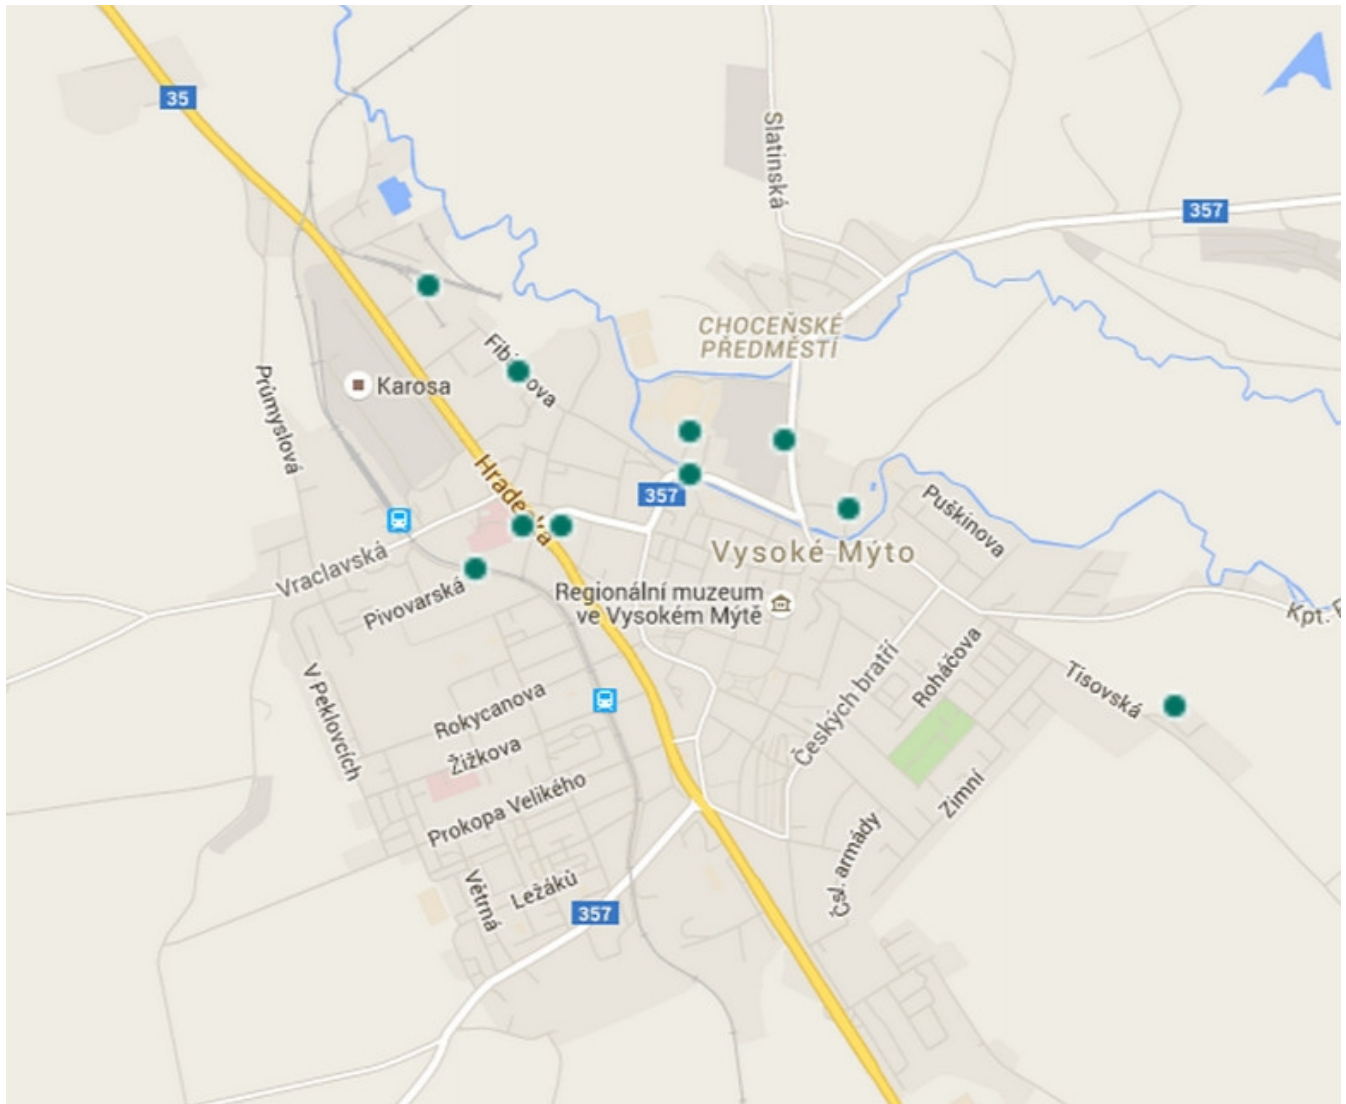 35
Slatinská
357
CHOCEŇSKÉ
PŘEDMĚSTÍ
Karosa
Průmyslová
Hradecká
357
Puškinova
Vysoké Mýto
Vraclavská
Pivovarská
Regionální muzeum
ve Vysokém Mýtě
Kpt.
Roháčova
Českých bratří
Tisovská
V Peklovcích
Rokycanova
Žižkova
Prokopa Velikého
Zimní
Čsl. armády
Větrná
Ležáků
357